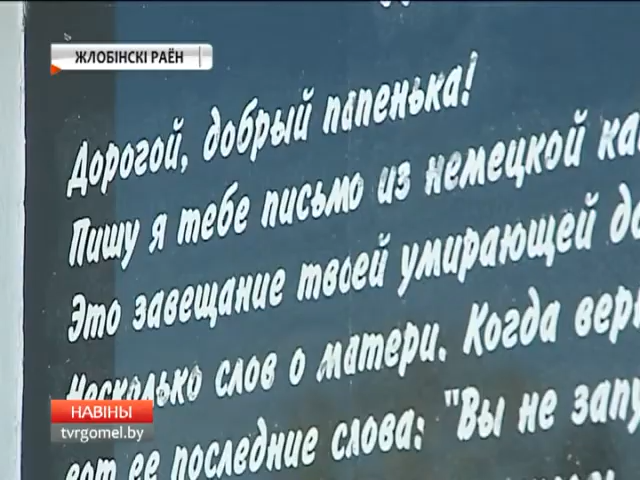 ЖЛОБІНСКІ РАЁН
Дорогой, добрый папенька!
Пишу я тебе письмо из немецкой
Это завещание твоей умирающей
Несколько слов о матери. Когда
вот ее последние слова: "Вы не
НАВІНЫ
tvrgomel.by